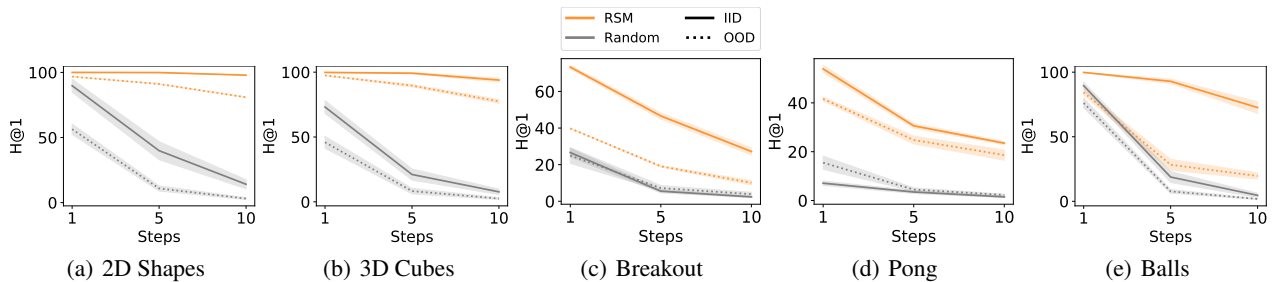 RSM IID
Random OOD
H@1
100
50
0
1 5 10
Steps
(a) 2D Shapes
H@1
100
50
0
1 5 10
Steps
(b) 3D Cubes
H@1
60
40
20
0
1 5 10
Steps
(c) Breakout
H@1
40
20
0
1 5 10
Steps
(d) Pong
H@1
100
50
0
1 5 10
Steps
(e) Balls